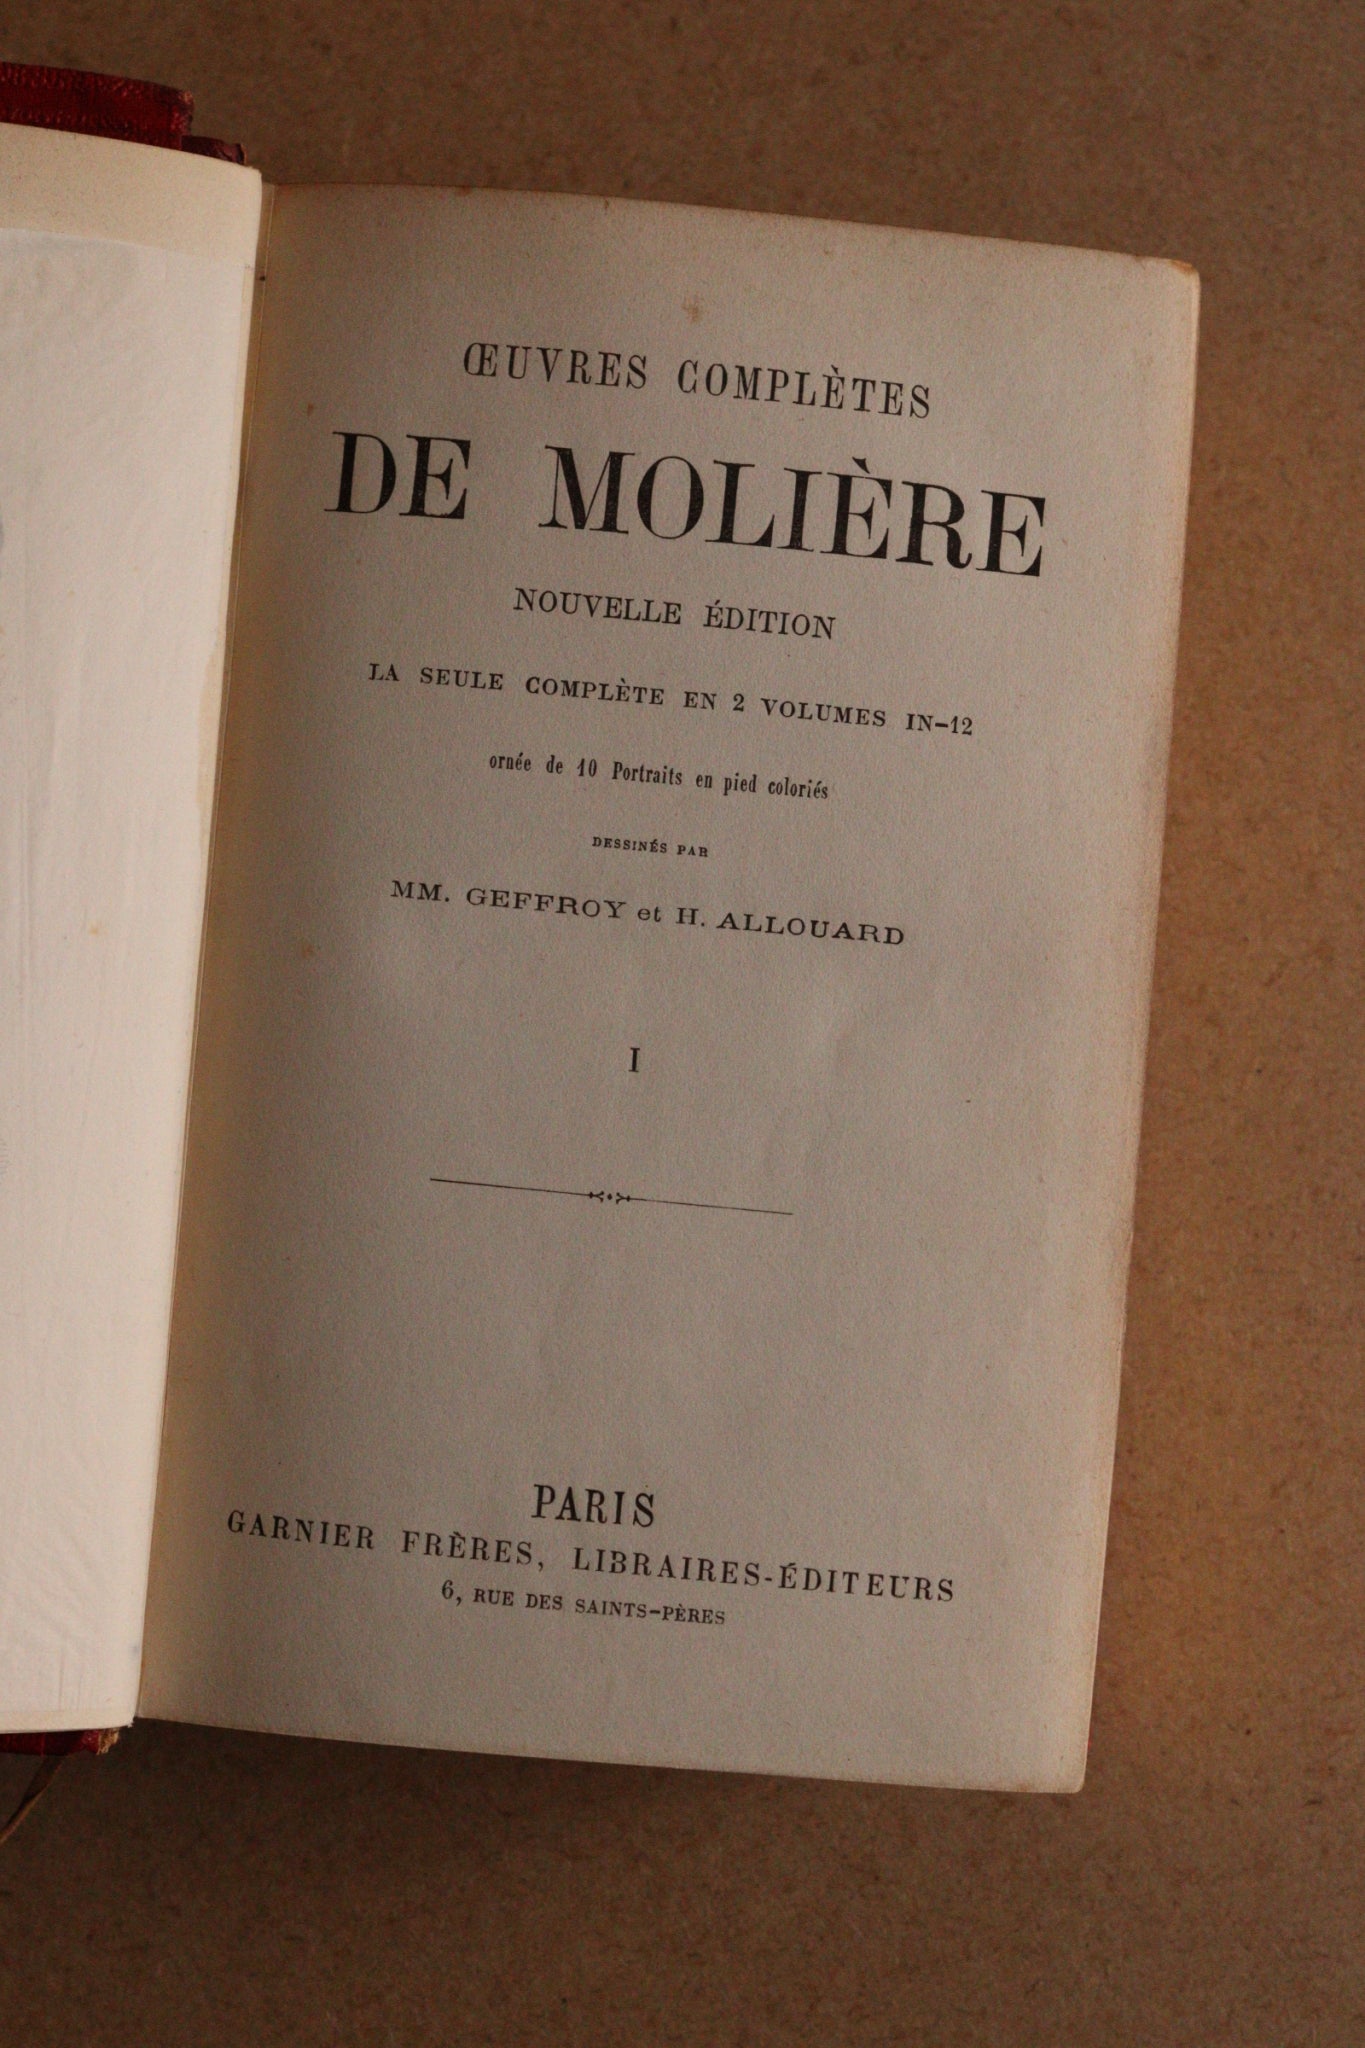 ŒUVRES COMPLÈTES
DE MOLIÈRE
NOUVELLE ÉDITION
LA SEULE COMPLÈTE EN 2 VOLUMES IN-12
ornée de 10 Portraits en pied coloriés
DESSINÉS PAR
MM. GEFFROY et H. ALLOUARD
I
PARIS
GARNIER FRÈRES, LIBRAIRES-ÉDITEURS
6, RUE DES SAINTS-PÈRES